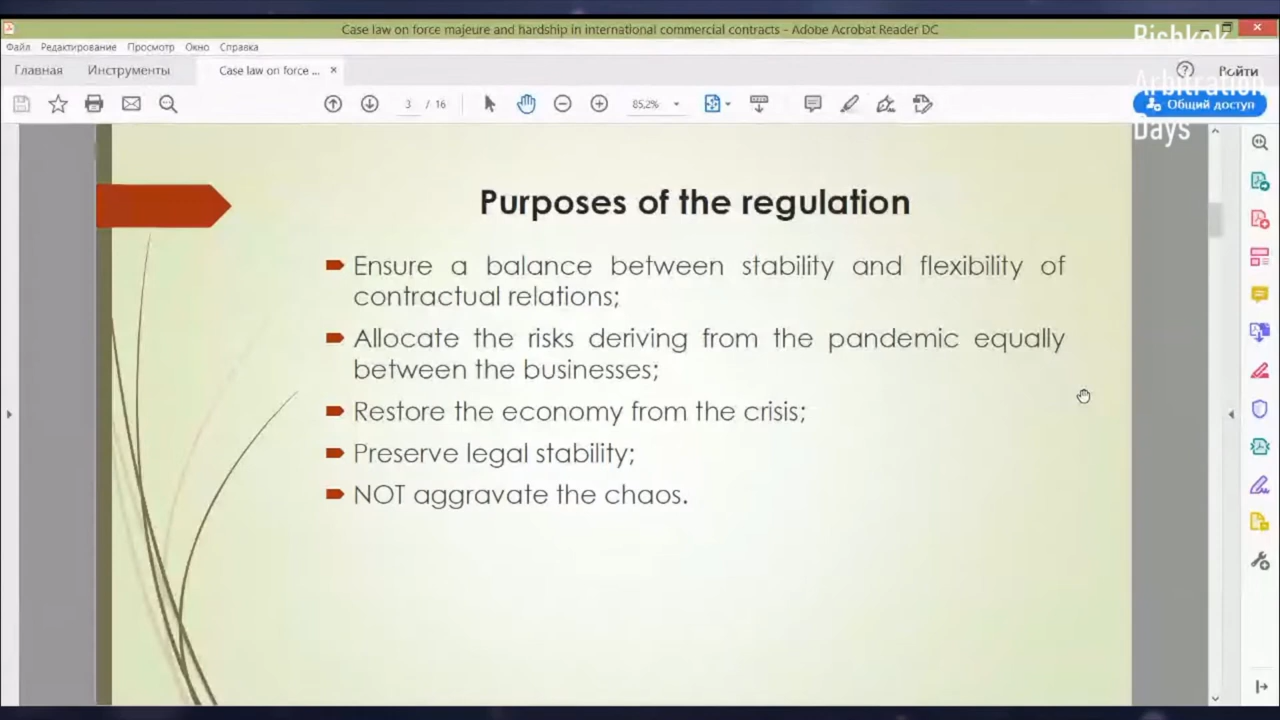 Case law on force majeure and hardship in international commercial contracts - Adobe Acrobat Reader DC
Файл Редактирование Просмотр Окно Справка
Главная Инструменты Case law on force ... × Войти
3 / 16 85,2% Общий доступ
Bishkek
Arbitration
Days
Purposes of the regulation
Ensure a balance between stability and flexibility of
contractual relations;
Allocate the risks deriving from the pandemic equally
between the businesses;
Restore the economy from the crisis;
Preserve legal stability;
NOT aggravate the chaos.